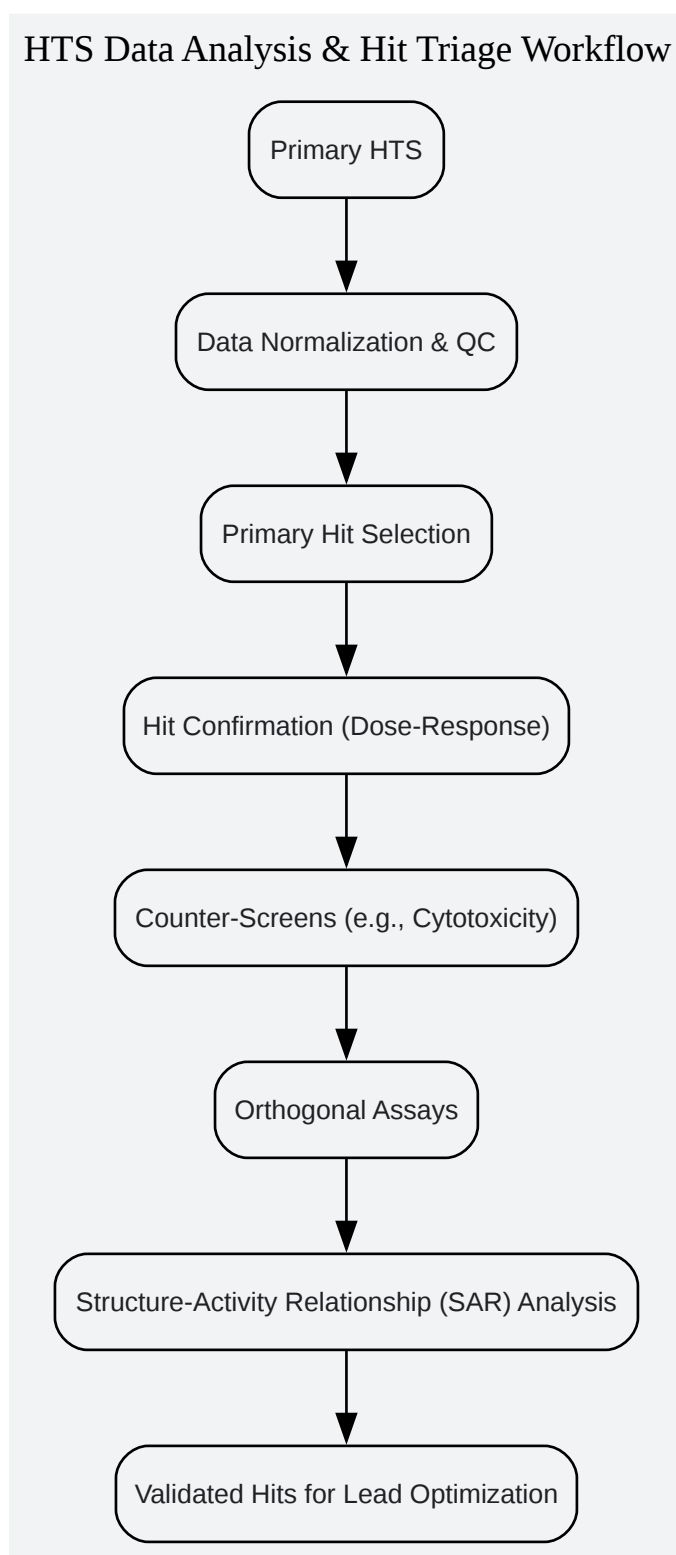 HTS Data Analysis & Hit Triage Workflow
Primary HTS
Data Normalization & QC
Primary Hit Selection
Hit Confirmation (Dose-Response)
Counter-Screens (e.g., Cytotoxicity)
Orthogonal Assays
Structure-Activity Relationship (SAR) Analysis
Validated Hits for Lead Optimization